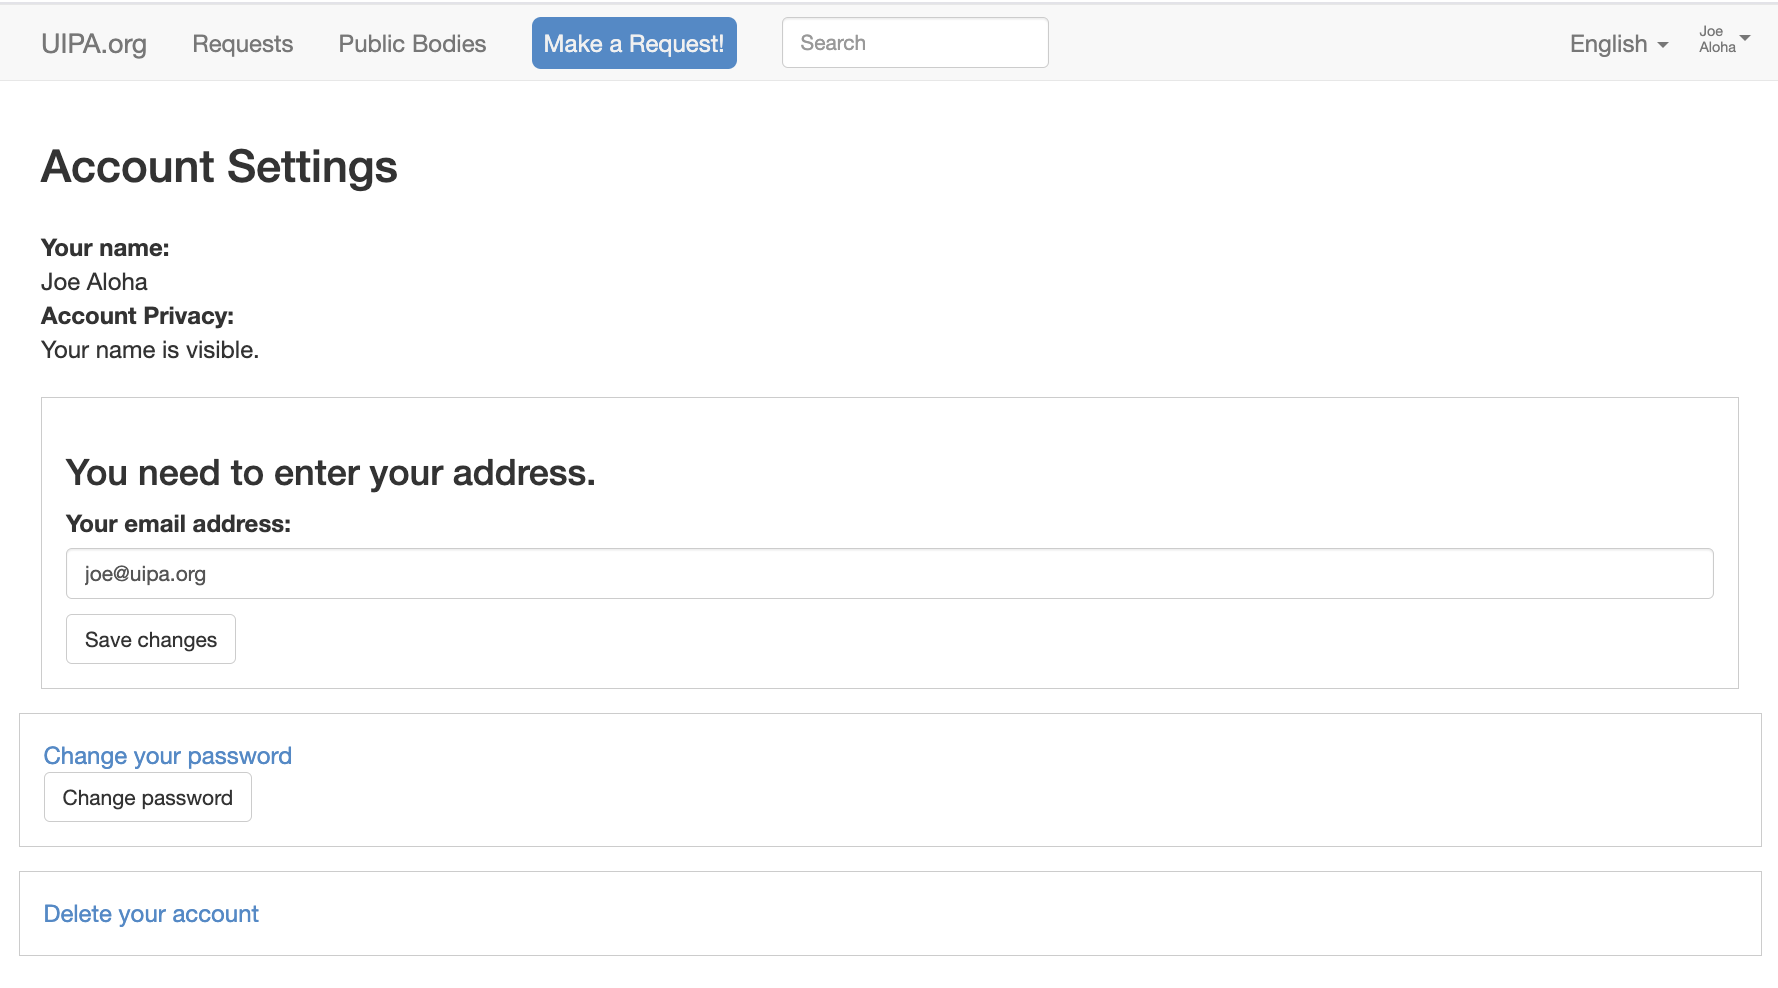 UIPA.org Requests Public Bodies Make a Request! Search English Joe Aloha
Account Settings
Your name:
Joe Aloha
Account Privacy:
Your name is visible.
You need to enter your address.
Your email address:
joe@uipa.org
Save changes
Change your password
Change password
Delete your account